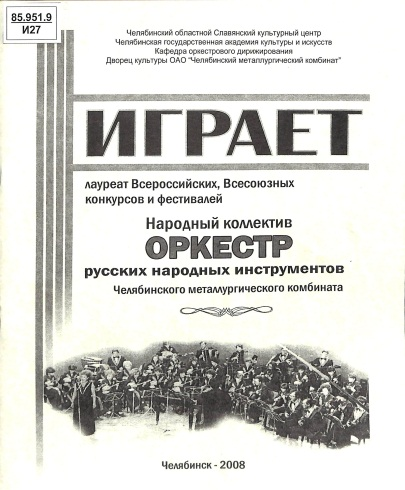 85.951.9
И27
Челябинский областной Славянский культурный центр
Челябинская государственная академия культуры и искусств
Кафедра оркестрового дирижирования
Дворец культуры ОАО "Челябинский металлургический комбинат"
ИГРАЕТ
лауреат Всероссийских, Всесоюзных
конкурсов и фестивалей
Народный коллектив
ОРКЕСТР
русских народных инструментов
Челябинского металлургического комбината
Челябинск - 2008